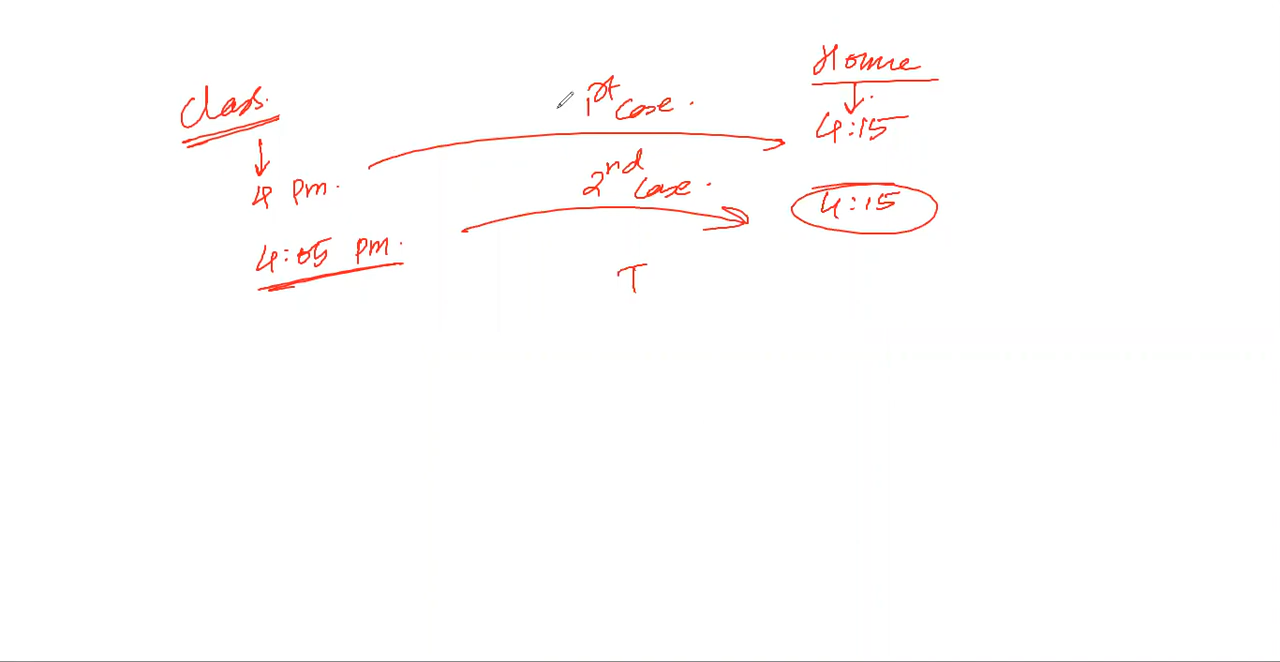 Home
1st Case.
Class.
4:15
2nd Case.
4 Pm.
4:15
4:05 PM.
T